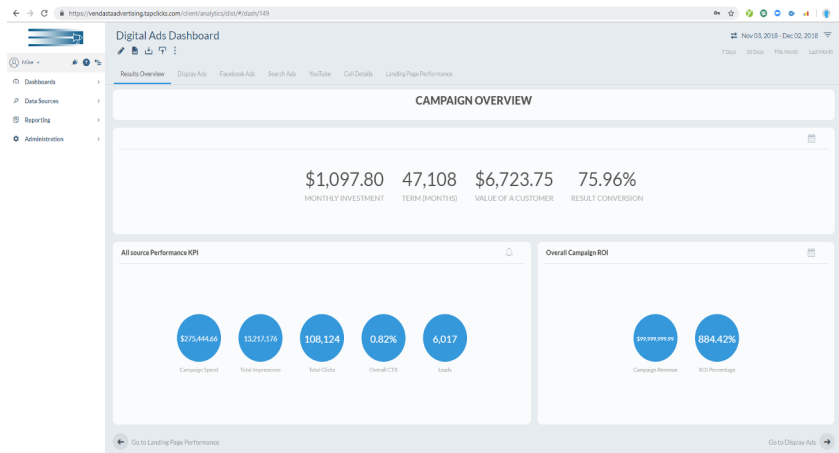 https://vendastaadvertising.tapclicks.com/client/analytics/dist/#/dash/149
Digital Ads Dashboard
Nov 03, 2018 - Dec 02, 2018
7 Days 30 Days This Month Last Month
Mike
Results Overview Display Ads Facebook Ads Search Ads YouTube Call Details Landing Page Performance
Dashboards
Data Sources
Reporting
Administration
CAMPAIGN OVERVIEW
$1,097.80 47,108 $6,723.75 75.96%
MONTHLY INVESTMENT TERM (MONTHS) VALUE OF A CUSTOMER RESULT CONVERSION
All source Performance KPI
Overall Campaign ROI
$275,444.66 13,217,176 108,124 0.82% 6,017
Campaign Spend Total Impressions Total Clicks Overall CTR Leads
$99,999,999.99 884.42%
Campaign Revenue ROI Percentage
Go to Landing Page Performance
Go to Display Ads